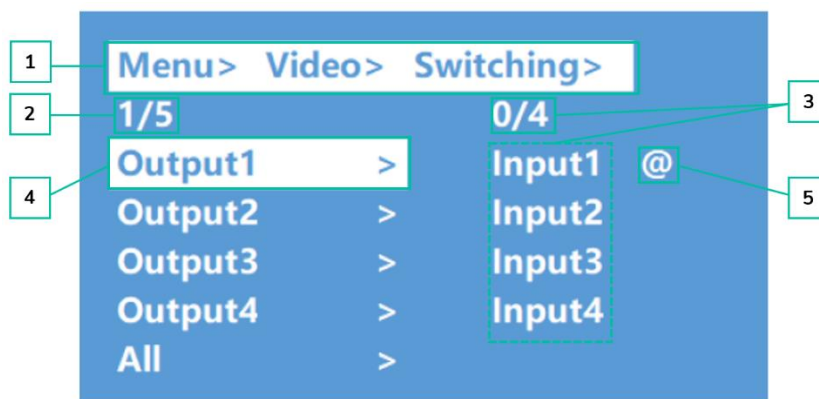 1
Menu> Video> Switching>
2
1/5
0/4
3
4
Output1 >
Input1 @
5
Output2 >
Input2
Output3 >
Input3
Output4 >
Input4
All >